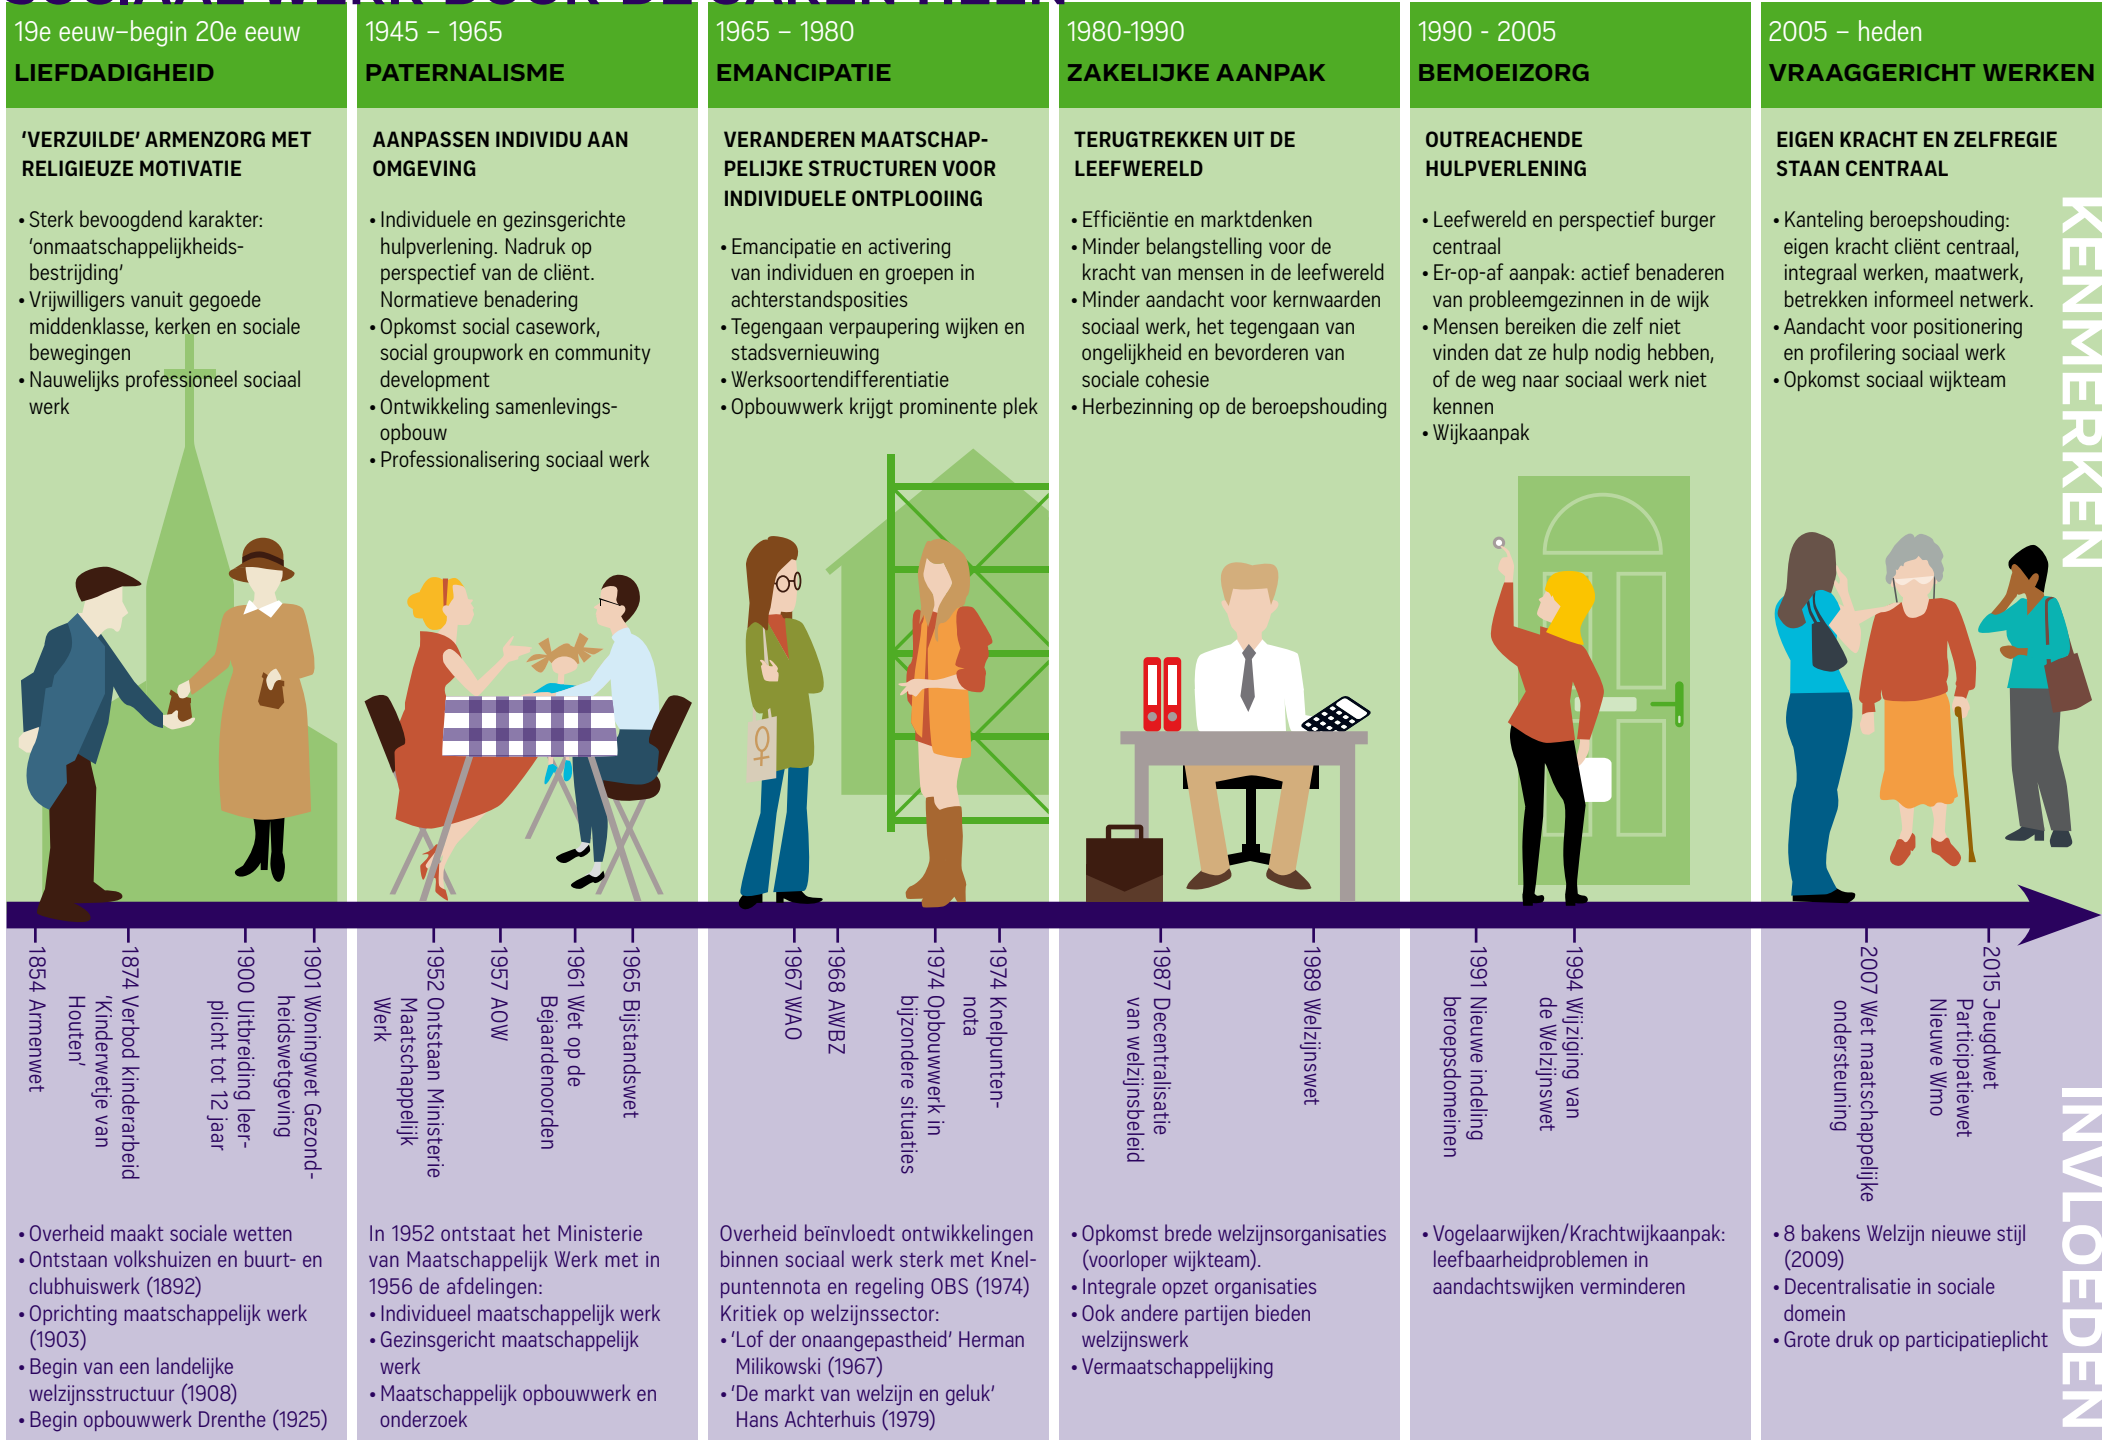 SOCIAAL WERK DOOR DE JAREN HEEN
19e eeuw–begin 20e eeuw
LIEFDADIGHEID
'VERZUILDE' ARMENZORG MET
RELIGIEUZE MOTIVATIE
• Sterk bevoogdend karakter:
'onmaatschappelijkheids-
bestrijding'
• Vrijwilligers vanuit gegoede
middenklasse, kerken en sociale
bewegingen
• Nauwelijks professioneel sociaal
werk
1945 – 1965
PATERNALISME
AANPASSEN INDIVIDU AAN
OMGEVING
• Individuele en gezinsgerichte
hulpverlening. Nadruk op
perspectief van de cliënt.
Normatieve benadering
• Opkomst social casework,
social groupwork en community
development
• Ontwikkeling samenlevings-
opbouw
• Professionalisering sociaal werk
1965 – 1980
EMANCIPATIE
VERANDEREN MAATSCHAP-
PELIJKE STRUCTUREN VOOR
INDIVIDUELE ONTPLOOIING
• Emancipatie en activering
van individuen en groepen in
achterstandsposities
• Tegengaan verpaupering wijken en
stadsvernieuwing
• Werksoortendifferentiatie
• Opbouwwerk krijgt prominente plek
1980-1990
ZAKELIJKE AANPAK
TERUGTREKKEN UIT DE
LEEFWERELD
• Efficiëntie en marktdenken
• Minder belangstelling voor de
kracht van mensen in de leefwereld
• Minder aandacht voor kernwaarden
sociaal werk, het tegengaan van
ongelijkheid en bevorderen van
sociale cohesie
• Herbezinning op de beroepshouding
1990 - 2005
BEMOEIZORG
OUTREACHENDE
HULPVERLENING
• Leefwereld en perspectief burger
centraal
• Er-op-af aanpak: actief benaderen
van probleemgezinnen in de wijk
• Mensen bereiken die zelf niet
vinden dat ze hulp nodig hebben,
of de weg naar sociaal werk niet
kennen
• Wijkaanpak
2005 – heden
VRAAGGERICHT WERKEN
EIGEN KRACHT EN ZELFREGIE
STAAN CENTRAAL
• Kanteling beroepshouding:
eigen kracht cliënt centraal,
integraal werken, maatwerk,
betrekken informeel netwerk.
• Aandacht voor positionering
en profilering sociaal werk
• Opkomst sociaal wijkteam
KENMERKEN
1854 Armenwet
1874 Verbod kinderarbeid
'Kinderwetje van
Houten'
1900 Uitbreiding leer-
plicht tot 12 jaar
1901 Woningwet Gezond-
heidswetgeving
1952 Ontstaan Ministerie
Maatschappelijk
Werk
1957 AOW
1961 Wet op de
Bejaardenoorden
1965 Bijstandswet
1967 WAO
1968 AWBZ
1974 Opbouwwerk in
bijzondere situaties
1974 Knelpunten-
nota
1987 Decentralisatie
van welzijnsbeleid
1989 Welzijnswet
1991 Nieuwe indeling
beroepsdomeinen
1994 Wijziging van
de Welzijnswet
2007 Wet maatschappelijke
ondersteuning
2015 Jeugdwet
Participatiewet
Nieuwe Wmo
• Overheid maakt sociale wetten
• Ontstaan volkshuizen en buurt- en
clubhuiswerk (1892)
• Oprichting maatschappelijk werk
(1903)
• Begin van een landelijke
welzijnsstructuur (1908)
• Begin opbouwwerk Drenthe (1925)
In 1952 ontstaat het Ministerie
van Maatschappelijk Werk met in
1956 de afdelingen:
• Individueel maatschappelijk werk
• Gezinsgericht maatschappelijk
werk
• Maatschappelijk opbouwwerk en
onderzoek
Overheid beïnvloedt ontwikkelingen
binnen sociaal werk sterk met Knel-
puntennota en regeling OBS (1974)
Kritiek op welzijnssector:
• 'Lof der onaangepastheid' Herman
Milikowski (1967)
• 'De markt van welzijn en geluk'
Hans Achterhuis (1979)
• Opkomst brede welzijnsorganisaties
(voorloper wijkteam).
• Integrale opzet organisaties
• Ook andere partijen bieden
welzijnswerk
• Vermaatschappelijking
• Vogelaarwijken/Krachtwijkaanpak:
leefbaarheidproblemen in
aandachtswijken verminderen
• 8 bakens Welzijn nieuwe stijl
(2009)
• Decentralisatie in sociale
domein
• Grote druk op participatieplicht
INVLOEDEN